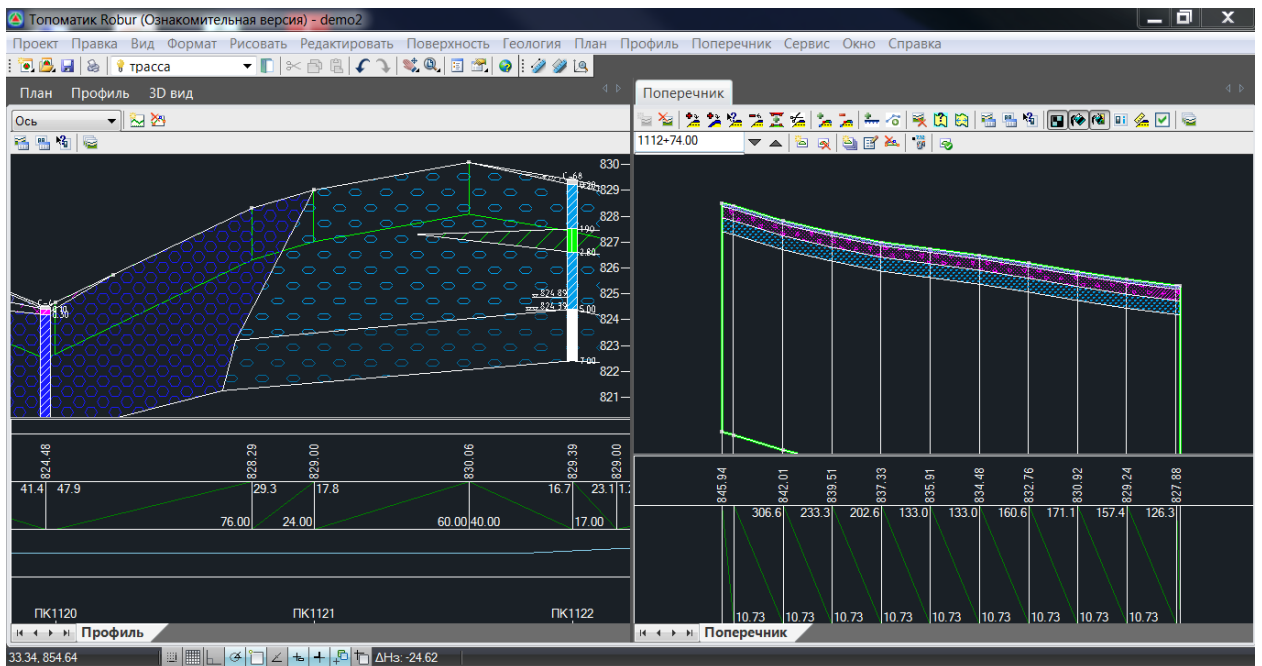 Топоматик Robur (Ознакомительная версия) - demo2
Проект Правка Вид Формат Рисовать Редактировать Поверхность Геология План Профиль Поперечник Сервис Окно Справка
трасса
План Профиль 3D вид
Ось
830
829
828
827
826
825
824
823
822
821
С-68
0.20
1.90
2.80
824.89
824.39
5.00
7.00
0.10
0.30
824.48 828.29 829.00 830.06 829.39 829.00
41.4 47.9 29.3 17.8 16.7 23.1
76.00 24.00 60.00 40.00 17.00
ПК1120 ПК1121 ПК1122
Профиль
Поперечник
1112+74.00
845.94 842.01 839.51 837.33 835.91 834.48 832.76 830.92 829.24 827.88
306.6 233.3 202.6 133.0 133.0 160.6 171.1 157.4 126.3
10.73 10.73 10.73 10.73 10.73 10.73 10.73 10.73 10.73
Поперечник
33.34, 854.64 ΔHз: -24.62